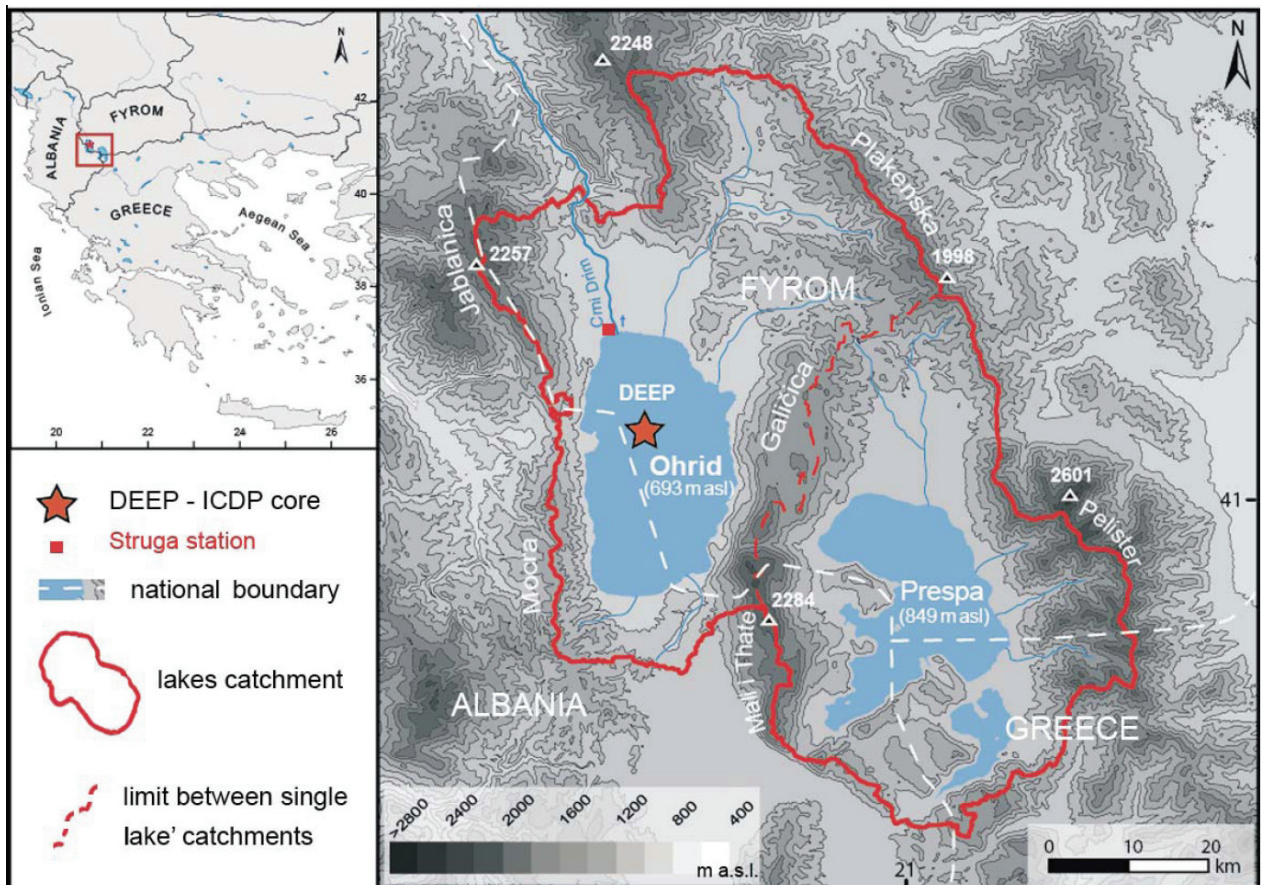 N
42
40
38
36
20
22
24
26
ALBANIA
FYROM
GREECE
Aegean Sea
Ionian Sea
DEEP - ICDP core
Struga station
national boundary
lakes catchment
limit between single
lake' catchments
N
2248
Plakenska
Jablanica
2257
Crni Drim
FYROM
1998
DEEP
Ohrid
(693 m asl)
Galičica
41
2601
Pelister
Mocra
Prespa
(849 m asl)
2284
Mali i Thate
ALBANIA
GREECE
>2800
2400
2000
1600
1200
800
400
m a.s.l.
21
0 10 20
km